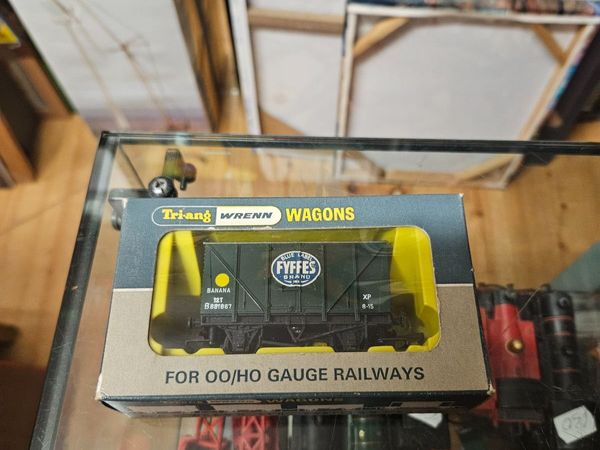 Tri-ang WRENN WAGONS
BLUE LABEL
FYFFES
BRAND
BANANA
12T
B881867
XP
8-15
FOR OO/HO GAUGE RAILWAYS
WAGONS